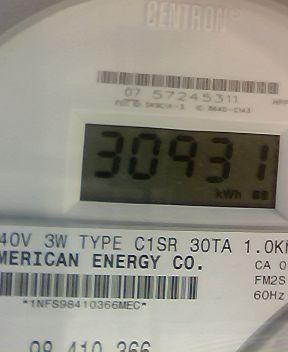 CENTRON®
07 57245311
30931
kWh
40V 3W TYPE C1SR 30TA 1.0K
MERICAN ENERGY CO.
CA 0
FM2S
*1NFS98410366MEC*
60Hz
98 410 366